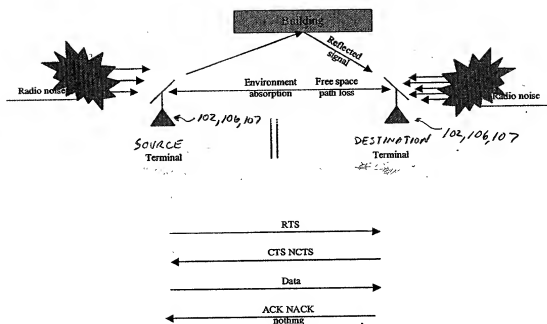 Building
Reflected
signal
Radio noise
Environment
absorption
Free space
path loss
Radio noise
102, 106, 107
SOURCE
Terminal
102, 106, 107
DESTINATION
Terminal
RTS
CTS NCTS
Data
ACK NACK
nothing